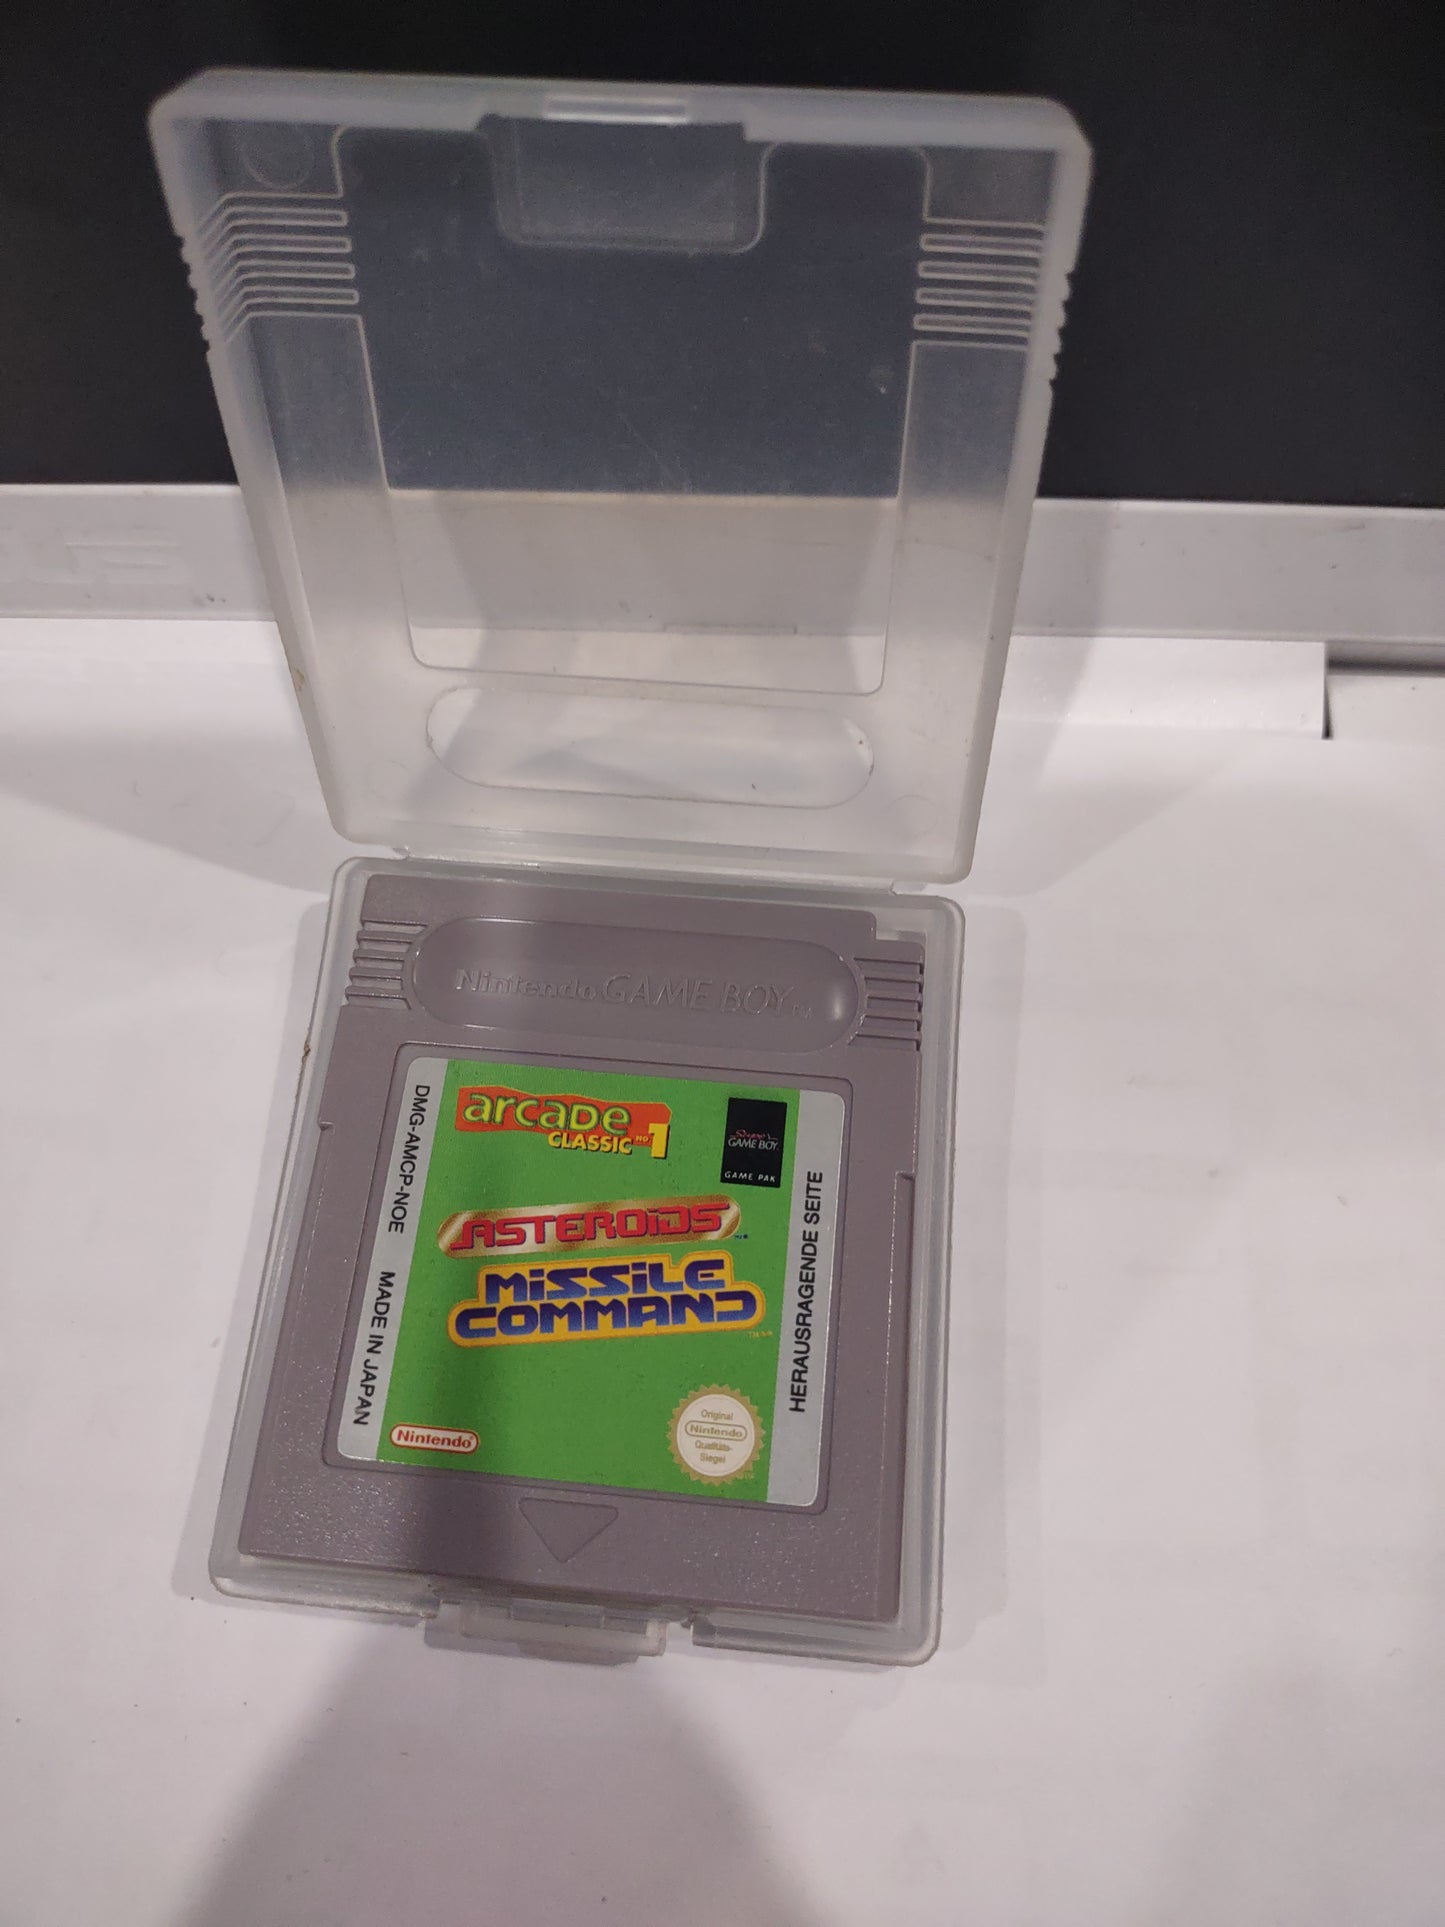 Nintendo GAME BOY TM
DMG-AMCP-NOE MADE IN JAPAN
arcade
CLASSIC NO 1
Super
GAME BOY
GAME PAK
ASTEROIDS
MISSILE
COMMAND
HERAUSRAGENDE SEITE
Nintendo®
Original
Nintendo
Qualitäts-
Siegel